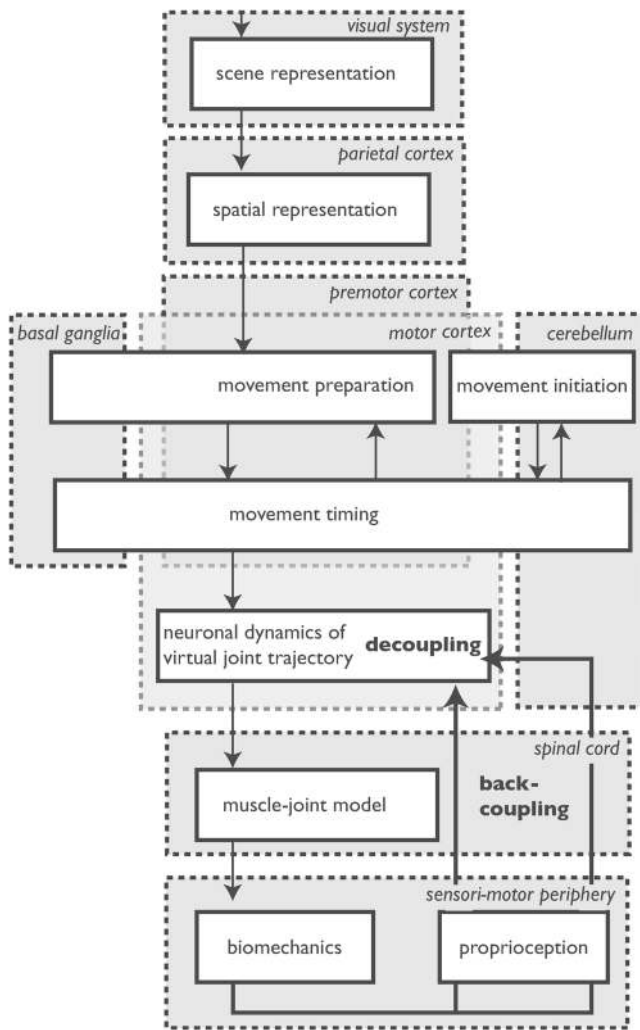 visual system
scene representation
parietal cortex
spatial representation
premotor cortex
basal ganglia
motor cortex
cerebellum
movement preparation
movement initiation
movement timing
neuronal dynamics of
virtual joint trajectory
decoupling
spinal cord
back-
coupling
muscle-joint model
sensori-motor periphery
biomechanics
proprioception